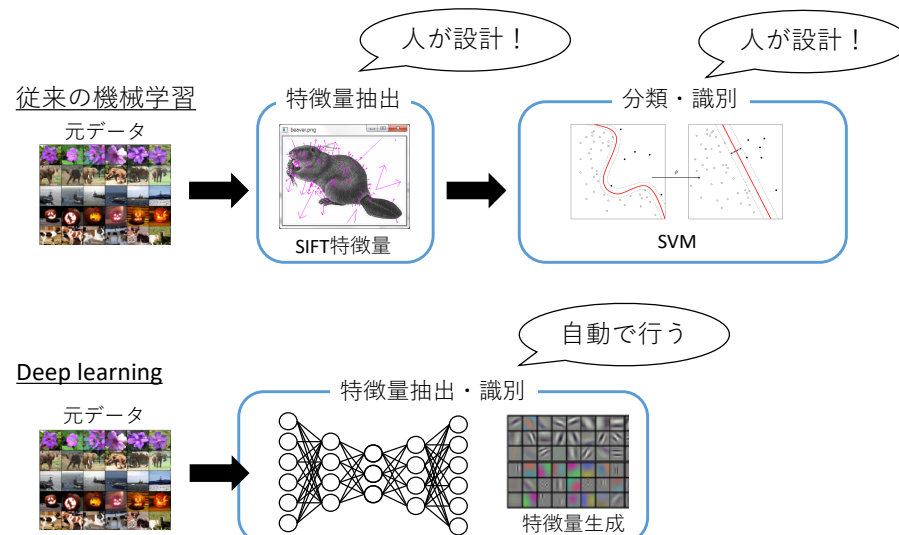 人が設計！
人が設計！
従来の機械学習
元データ
特徴量抽出
beaver.png
SIFT特徴量
分類・識別
φ
SVM
自動で行う
Deep learning
元データ
特徴量抽出・識別
特徴量生成